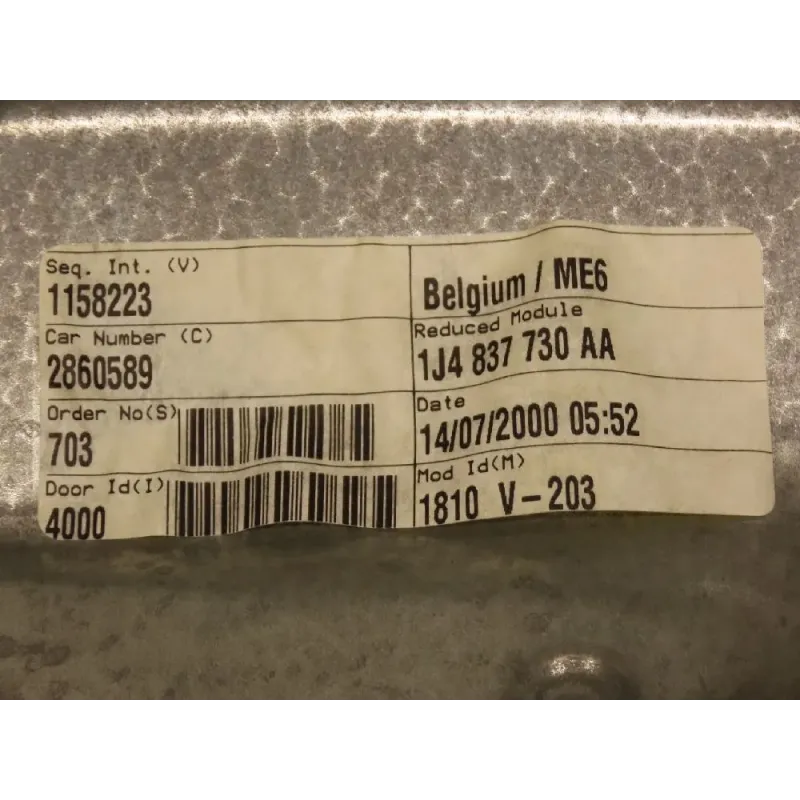 Seq. Int. (V)
1158223
Car Number (C)
2860589
Order No(S)
703
Door Id(I)
4000
Belgium / ME6
Reduced Module
1J4 837 730 AA
Date
14/07/2000 05:52
Mod Id(M)
1810 V-203